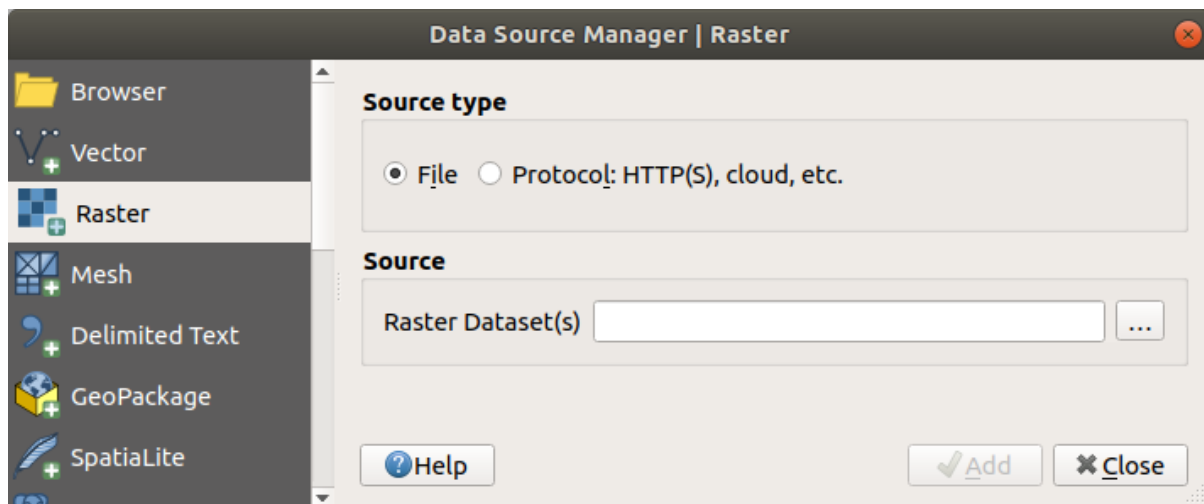 Data Source Manager | Raster
Browser
Vector
Raster
Mesh
Delimited Text
GeoPackage
SpatiaLite
Source type
File
Protocol: HTTP(S), cloud, etc.
Source
Raster Dataset(s)
...
Help
Add
Close